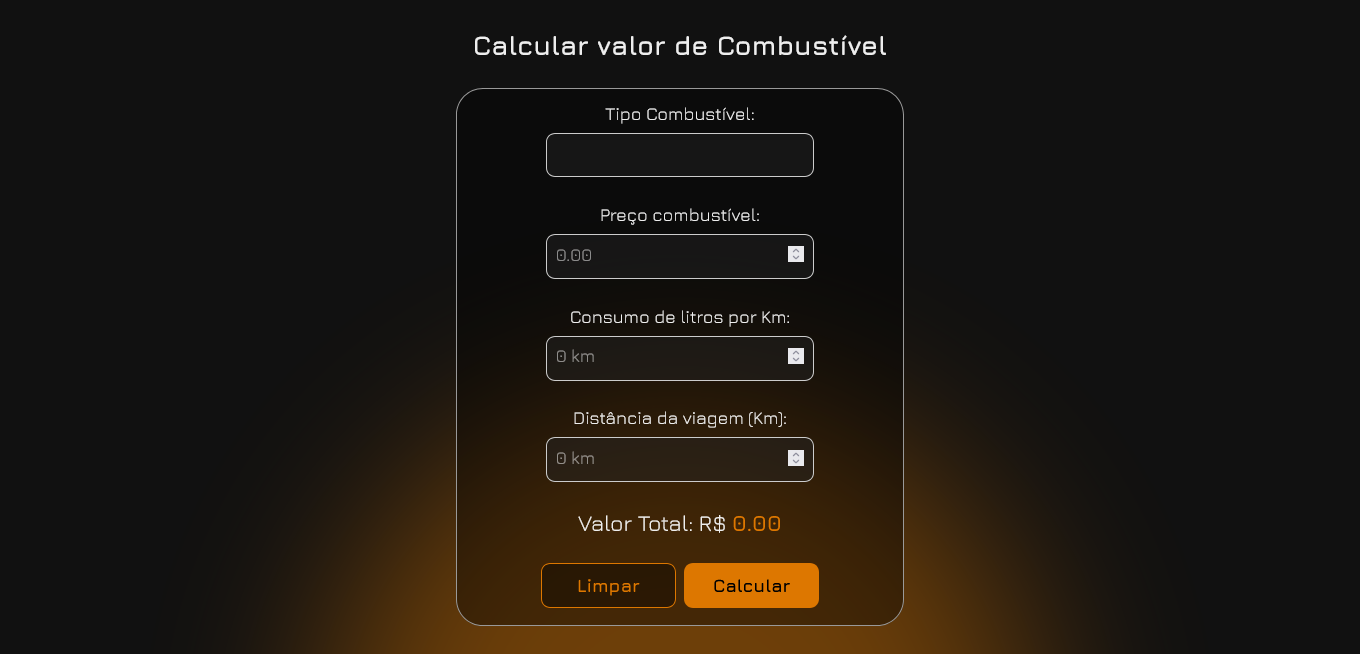 Calcular valor de Combustível
Tipo Combustível:
Preço combustível:
0.00
Consumo de litros por Km:
0 km
Distância da viagem (Km):
0 km
Valor Total: R$ 0.00
Limpar Calcular